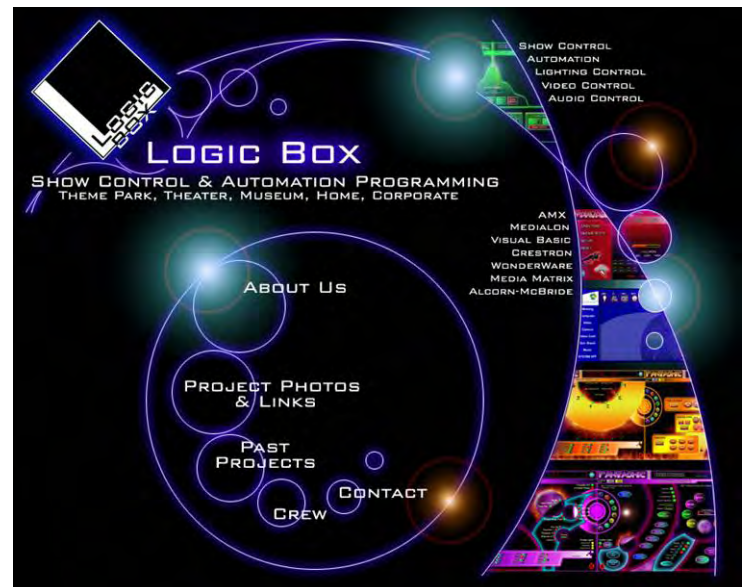 LOGIC BOX
LOGIC BOX
SHOW CONTROL & AUTOMATION PROGRAMMING
THEME PARK, THEATER, MUSEUM, HOME, CORPORATE
SHOW CONTROL
AUTOMATION
LIGHTING CONTROL
VIDEO CONTROL
AUDIO CONTROL
AMX
MEDIALON
VISUAL BASIC
CRESTRON
WONDERWARE
MEDIA MATRIX
ALCORN-MCBRIDE
ABOUT US
PROJECT PHOTOS
& LINKS
PAST
PROJECTS
CREW
CONTACT